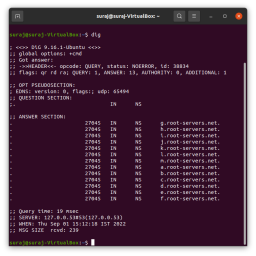 suraj@suraj-VirtualBox: ~
suraj@suraj-VirtualBox:~$ dig

; <<>> DiG 9.16.1-Ubuntu <<>>
;; global options: +cmd
;; Got answer:
;; ->>HEADER<<- opcode: QUERY, status: NOERROR, id: 38034
;; flags: qr rd ra; QUERY: 1, ANSWER: 13, AUTHORITY: 0, ADDITIONAL: 1

;; OPT PSEUDOSECTION:
; EDNS: version: 0, flags:; udp: 65494
;; QUESTION SECTION:
;. IN NS

;; ANSWER SECTION:
. 27045 IN NS g.root-servers.net.
. 27045 IN NS i.root-servers.net.
. 27045 IN NS l.root-servers.net.
. 27045 IN NS j.root-servers.net.
. 27045 IN NS k.root-servers.net.
. 27045 IN NS h.root-servers.net.
. 27045 IN NS m.root-servers.net.
. 27045 IN NS a.root-servers.net.
. 27045 IN NS b.root-servers.net.
. 27045 IN NS c.root-servers.net.
. 27045 IN NS d.root-servers.net.
. 27045 IN NS e.root-servers.net.
. 27045 IN NS f.root-servers.net.

;; Query time: 19 msec
;; SERVER: 127.0.0.53#53(127.0.0.53)
;; WHEN: Thu Sep 01 15:12:18 IST 2022
;; MSG SIZE rcvd: 239

suraj@suraj-VirtualBox:~$